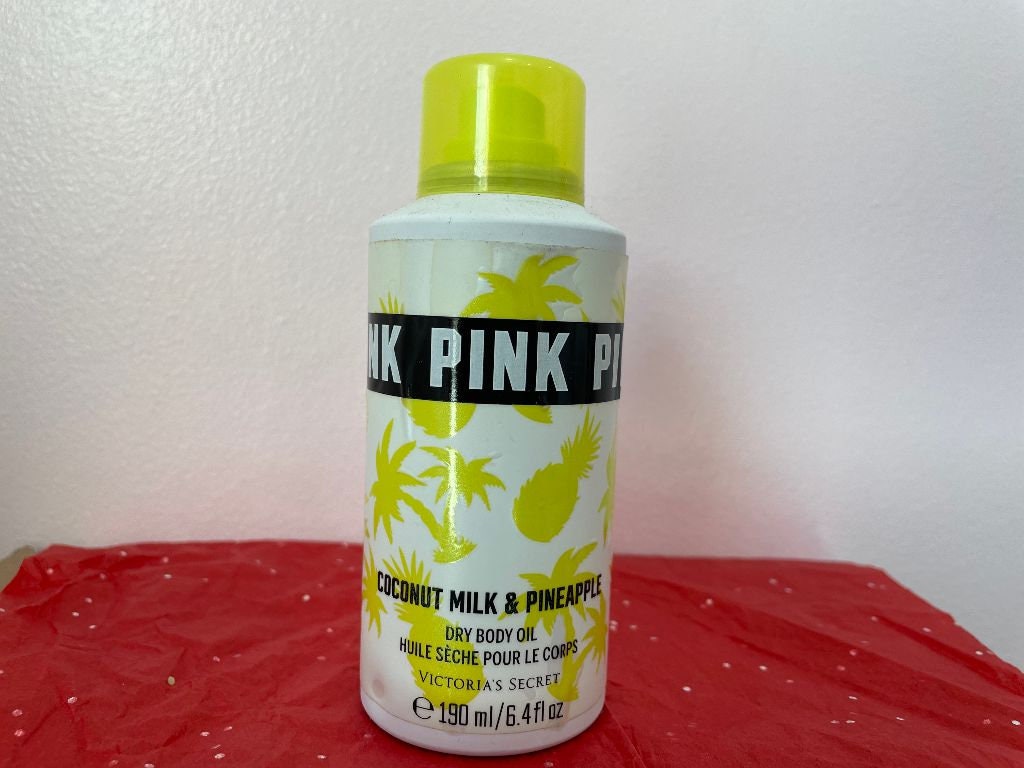 NK PINK PI
COCONUT MILK & PINEAPPLE
DRY BODY OIL
HUILE SÈCHE POUR LE CORPS
VICTORIA'S SECRET
℮ 190 ml/6.4 fl oz